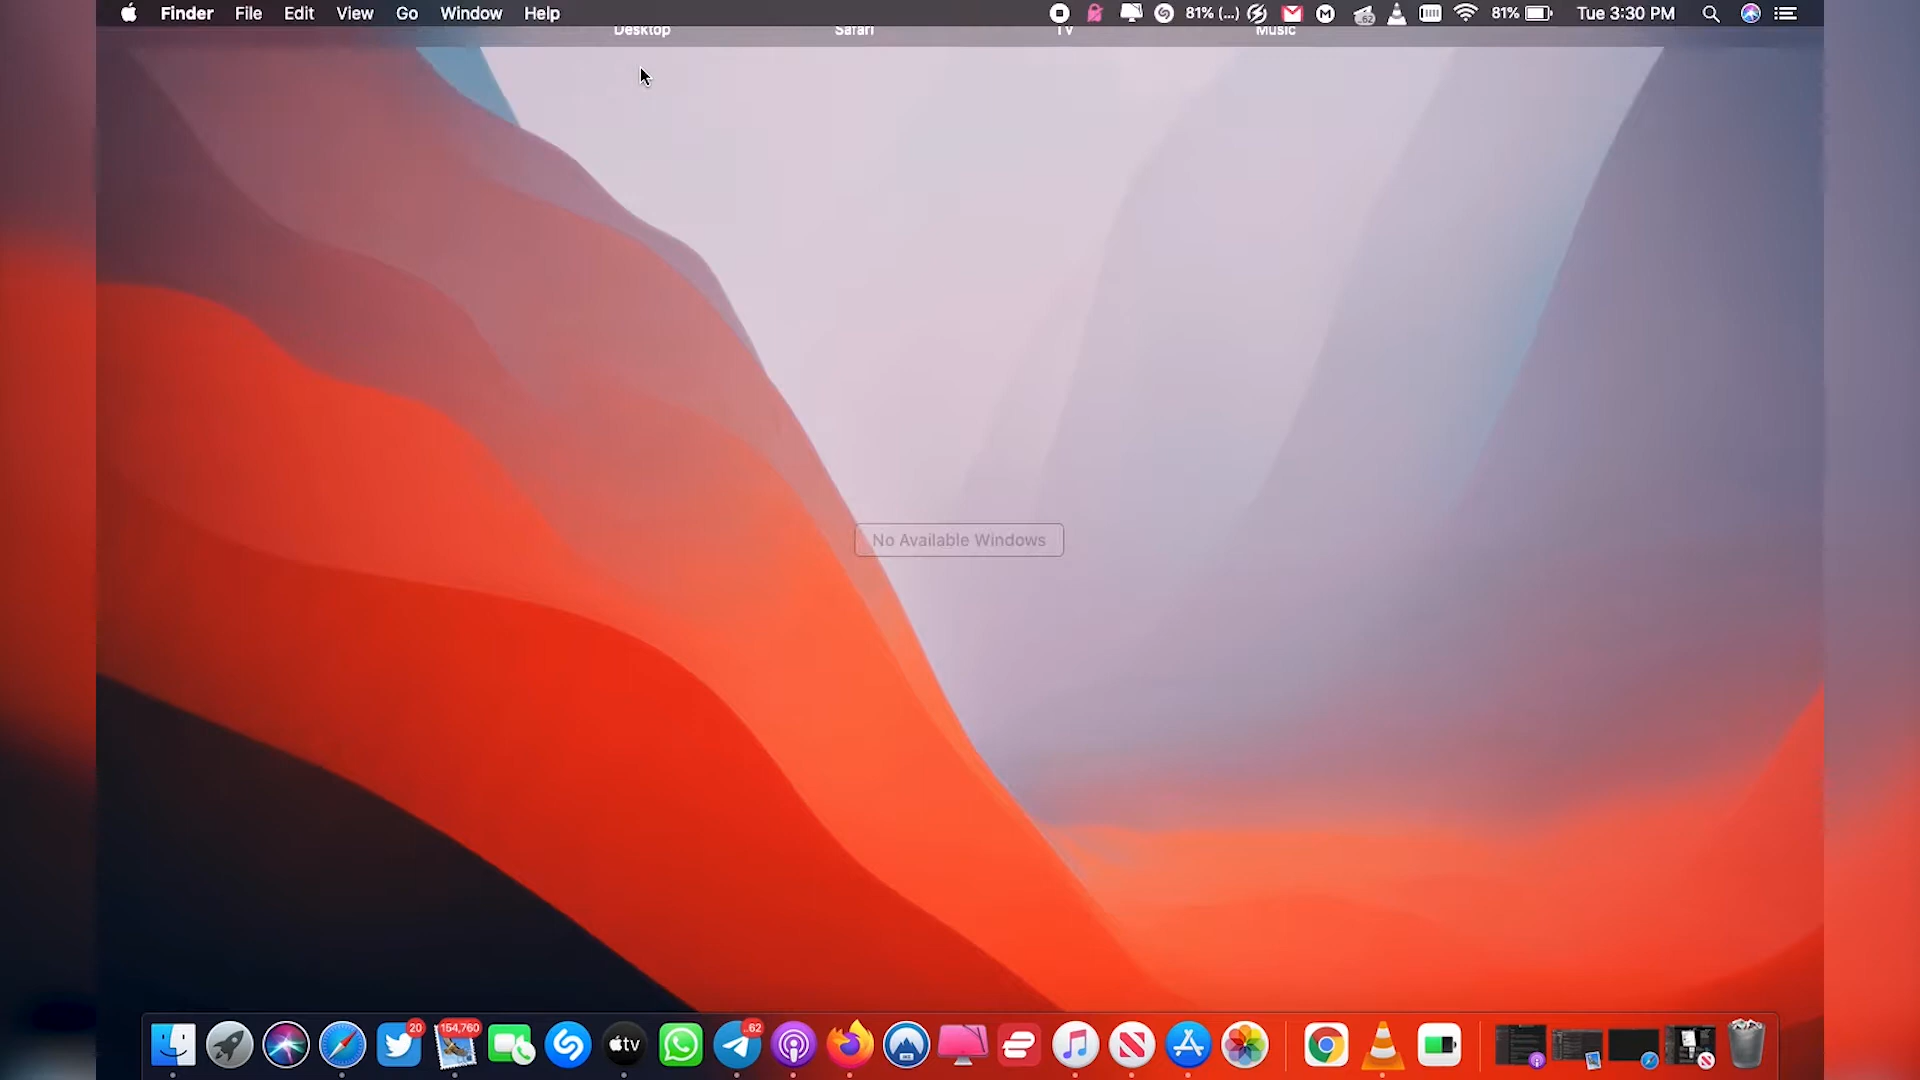 Finder File Edit View Go Window Help 81% (...) 62 81% Tue 3:30 PM
Desktop Safari TV Music
No Available Windows
20 154,760 tv ..62